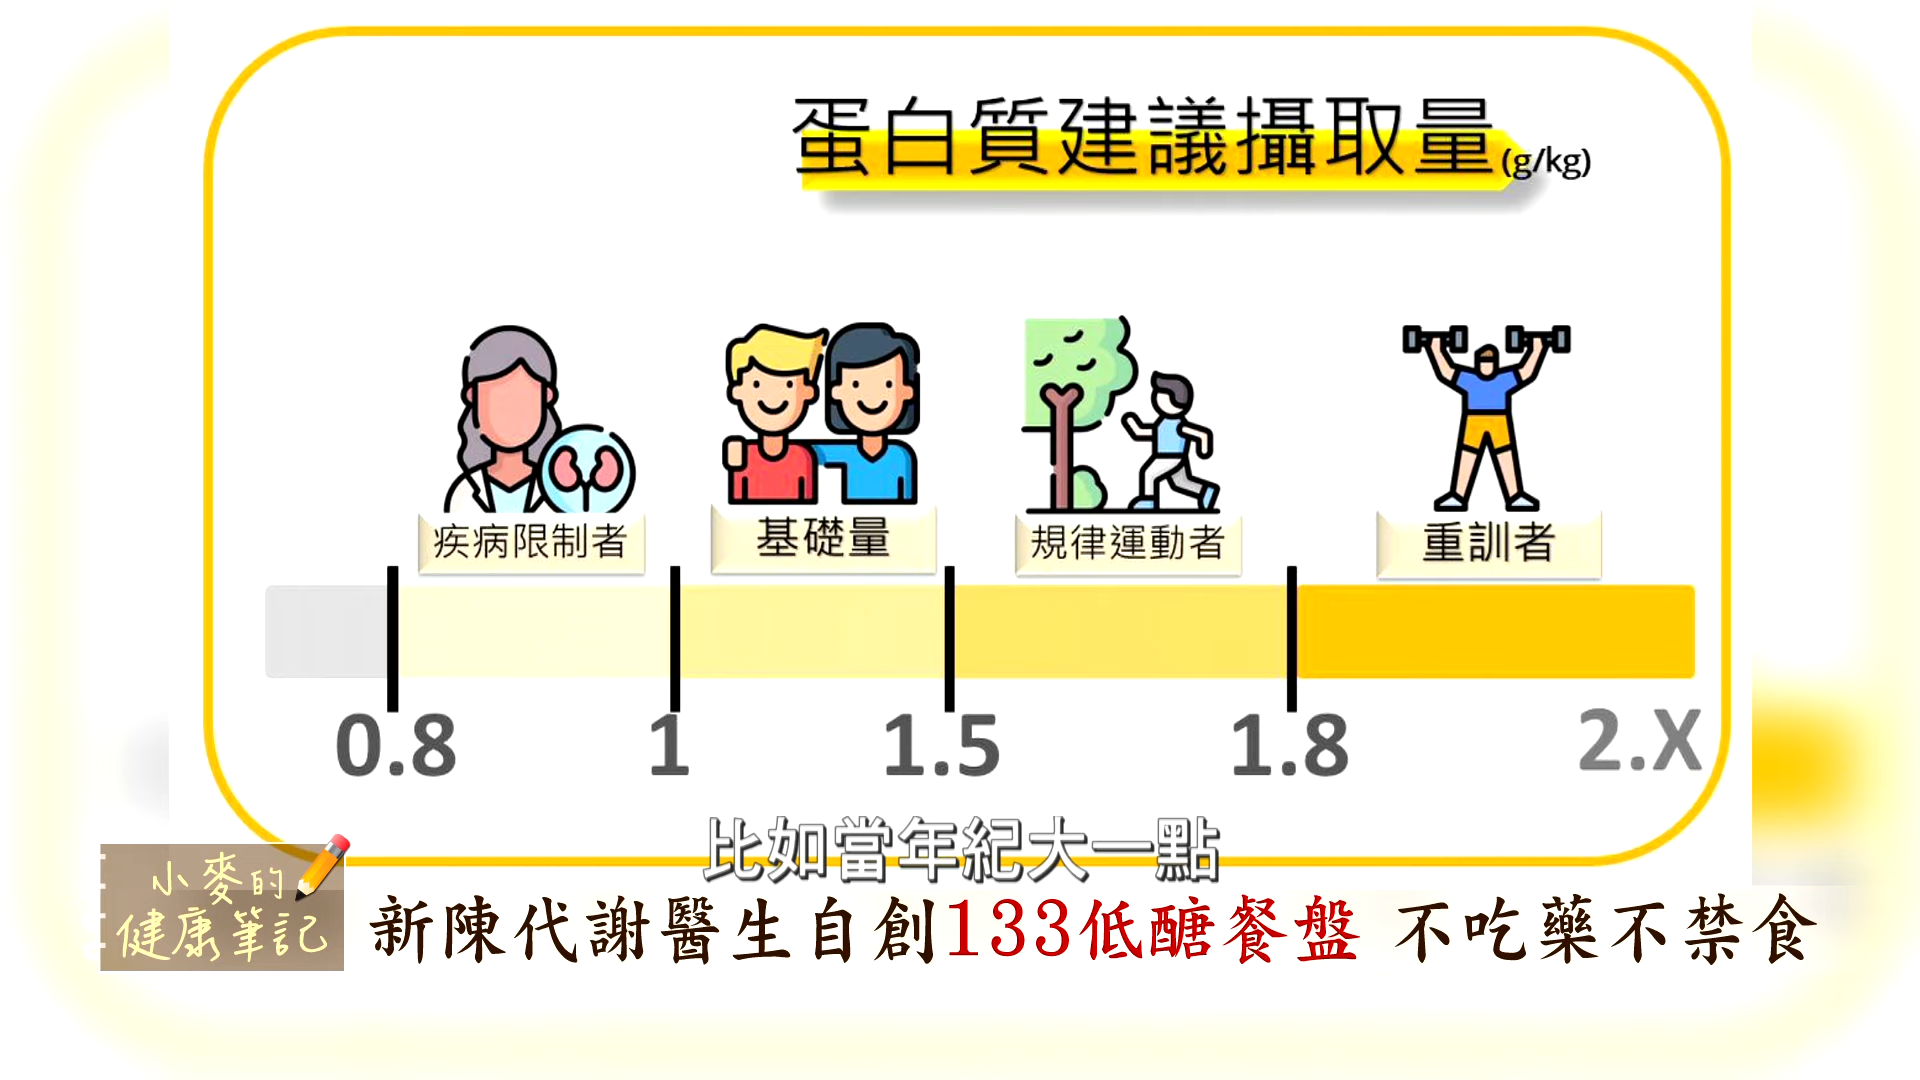 蛋白質建議攝取量(g/kg)
疾病限制者
基礎量
規律運動者
重訓者
0.8
1
1.5
1.8
2.X
比如當年紀大一點
小麥的
健康筆記
新陳代謝醫生自創133低醣餐盤 不吃藥不禁食